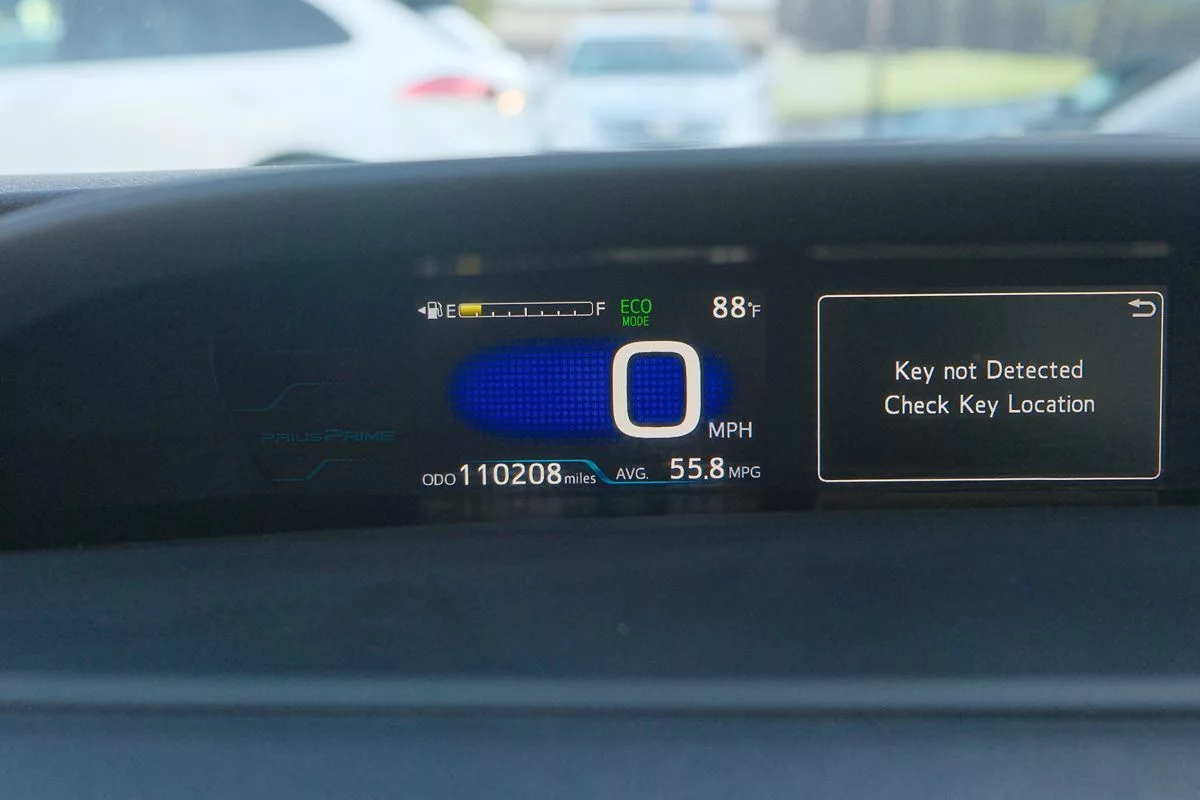 E F ECO MODE 88°F
0 MPH
PRIUS PRIME
ODO 110208 miles AVG. 55.8 MPG
Key not Detected
Check Key Location